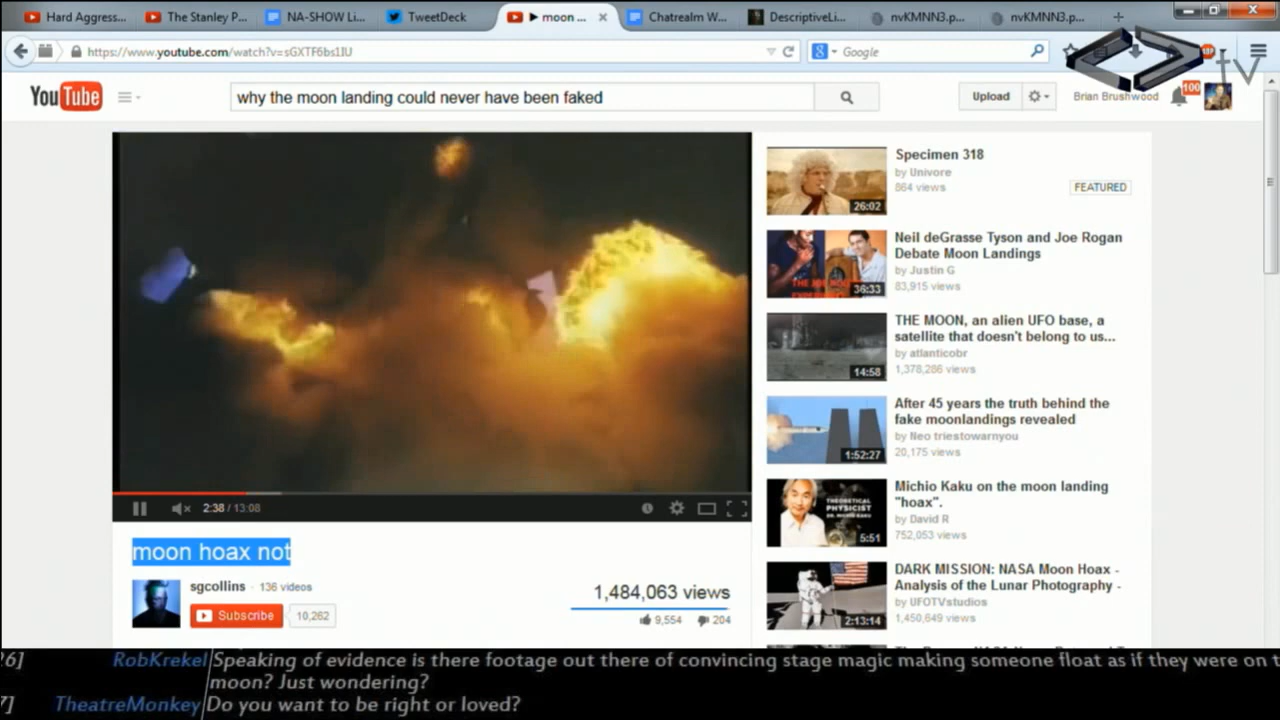 Hard Aggress...
The Stanley P...
NA-SHOW Li...
TweetDeck
▶ moon ...
Chatrealm W...
DescriptiveLi...
nvKMNN3.p...
nvKMNN3.p...
https://www.youtube.com/watch?v=sGXTF6bs1IU
Google
tv
YouTube
why the moon landing could never have been faked
Upload
Brian Brushwood
100
Specimen 318
by Univore
864 views
FEATURED
26:02
Neil deGrasse Tyson and Joe Rogan
Debate Moon Landings
by Justin G
83,915 views
36:33
THE MOON, an alien UFO base, a
satellite that doesn't belong to us...
by atlanticobr
1,378,286 views
14:58
After 45 years the truth behind the
fake moonlandings revealed
by Neo triestowarnyou
20,175 views
1:52:27
Michio Kaku on the moon landing
"hoax".
by David R
752,053 views
THEORETICAL
PHYSICIST
DR. MICHIO KAKU
5:51
DARK MISSION: NASA Moon Hoax -
Analysis of the Lunar Photography -
by UFOTVstudios
1,450,649 views
2:13:14
2:38 / 13:08
moon hoax not
sgcollins · 136 videos
Subscribe 10,262
1,484,063 views
9,554 204
26] RobKrekel Speaking of evidence is there footage out there of convincing stage magic making someone float as if they were on t
moon? Just wondering?
7] TheatreMonkey Do you want to be right or loved?